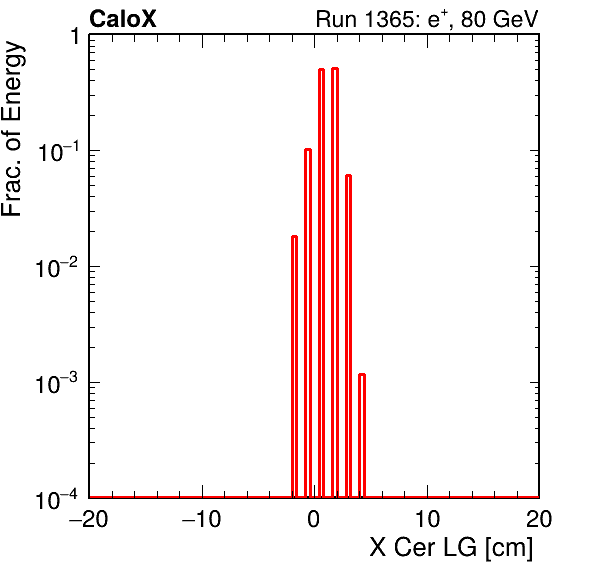 CaloX Run 1365: e⁺, 80 GeV
Frac. of Energy
1
10⁻¹
10⁻²
10⁻³
10⁻⁴
−20 −10 0 10 20
X Cer LG [cm]